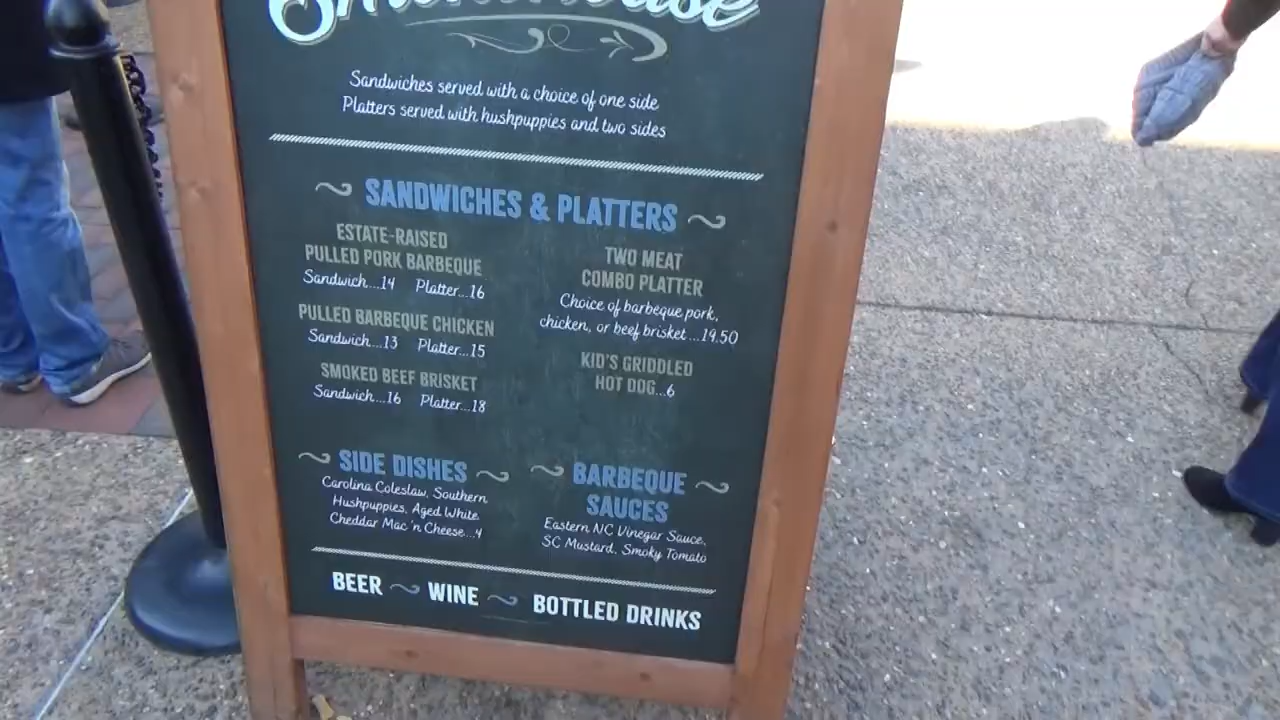 Smokehouse
Sandwiches served with a choice of one side
Platters served with hushpuppies and two sides
SANDWICHES & PLATTERS
ESTATE-RAISED
PULLED PORK BARBEQUE
Sandwich...14 Platter...16
PULLED BARBEQUE CHICKEN
Sandwich...13 Platter...15
SMOKED BEEF BRISKET
Sandwich...16 Platter...18
TWO MEAT
COMBO PLATTER
Choice of barbeque pork,
chicken, or beef brisket...19.50
KID'S GRIDDLED
HOT DOG...6
SIDE DISHES
Carolina Coleslaw, Southern
Hushpuppies, Aged White
Cheddar Mac 'n Cheese...4
BARBEQUE
SAUCES
Eastern NC Vinegar Sauce,
SC Mustard, Smoky Tomato
BEER WINE BOTTLED DRINKS